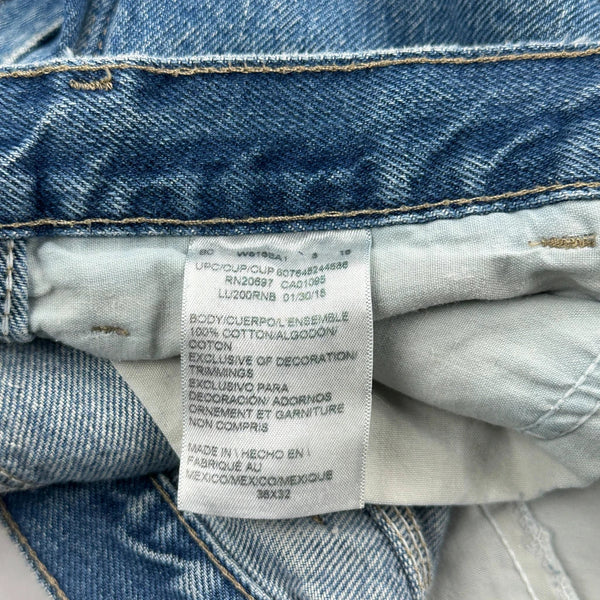 UPC/CUP/CUP 607645244586
RN20697 CA01095
LU/200RNB 01/30/15
BODY/CUERPO/L'ENSEMBLE
100% COTTON/ALGODON/
COTON
EXCLUSIVE OF DECORATION/
TRIMMINGS
EXCLUSIVO PARA
DECORACIÓN/ ADORNOS
ORNEMENT ET GARNITURE
NON COMPRIS
MADE IN \ HECHO EN \
FABRIQUÉ AU
MEXICO/MEXICO/MEXIQUE
36X32